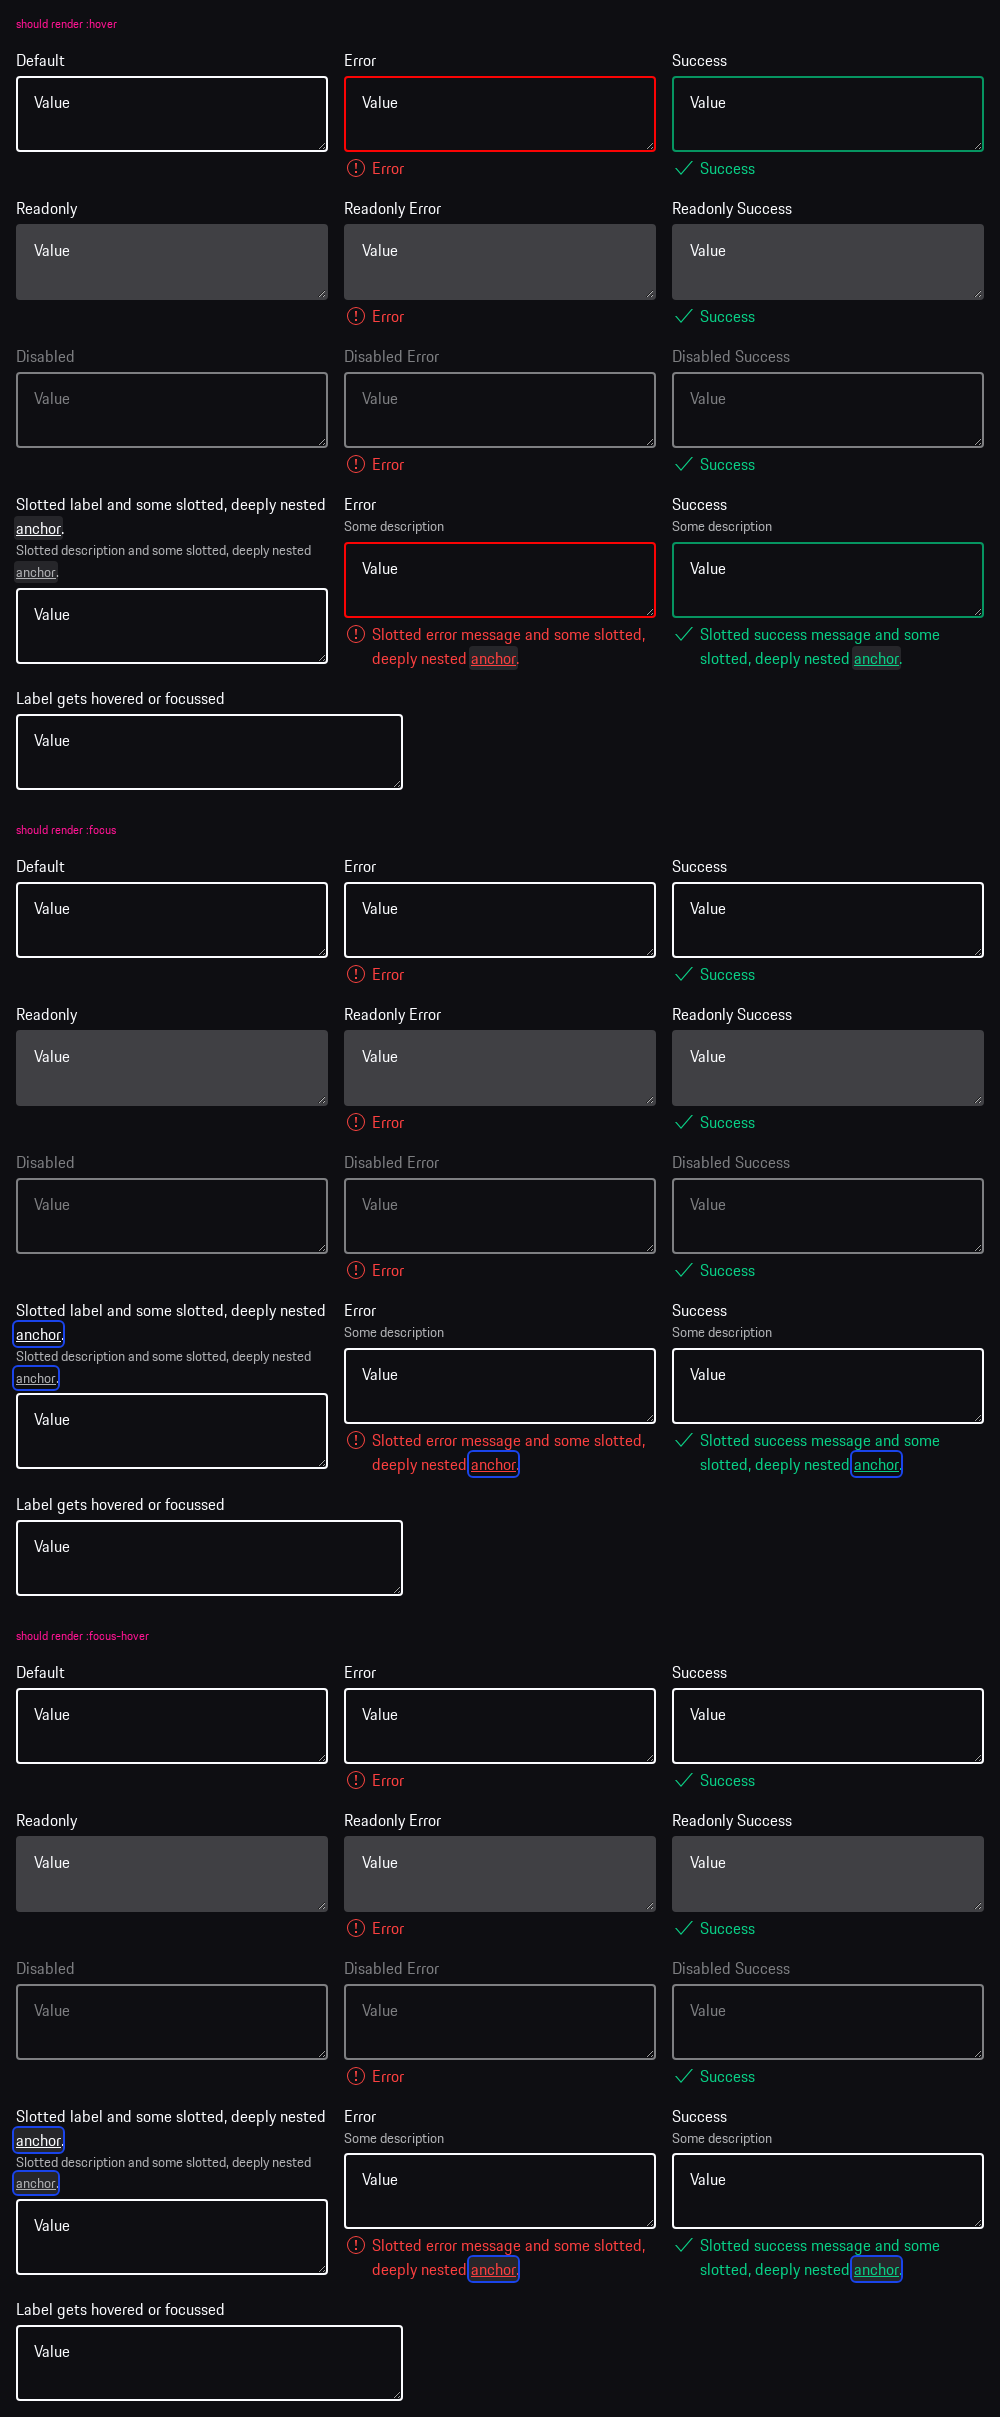 should render :hover
Default Error Success
Value Value Value
Error Success
Readonly Readonly Error Readonly Success
Value Value Value
Error Success
Disabled Disabled Error Disabled Success
Value Value Value
Error Success
Slotted label and some slotted, deeply nested
anchor.
Slotted description and some slotted, deeply nested
anchor.
Value
Error
Some description
Value
Slotted error message and some slotted,
deeply nested anchor.
Success
Some description
Value
Slotted success message and some
slotted, deeply nested anchor.
Label gets hovered or focussed
Value
should render :focus
Default Error Success
Value Value Value
Error Success
Readonly Readonly Error Readonly Success
Value Value Value
Error Success
Disabled Disabled Error Disabled Success
Value Value Value
Error Success
Slotted label and some slotted, deeply nested
anchor.
Slotted description and some slotted, deeply nested
anchor.
Value
Error
Some description
Value
Slotted error message and some slotted,
deeply nested anchor.
Success
Some description
Value
Slotted success message and some
slotted, deeply nested anchor.
Label gets hovered or focussed
Value
should render :focus-hover
Default Error Success
Value Value Value
Error Success
Readonly Readonly Error Readonly Success
Value Value Value
Error Success
Disabled Disabled Error Disabled Success
Value Value Value
Error Success
Slotted label and some slotted, deeply nested
anchor.
Slotted description and some slotted, deeply nested
anchor.
Value
Error
Some description
Value
Slotted error message and some slotted,
deeply nested anchor.
Success
Some description
Value
Slotted success message and some
slotted, deeply nested anchor.
Label gets hovered or focussed
Value